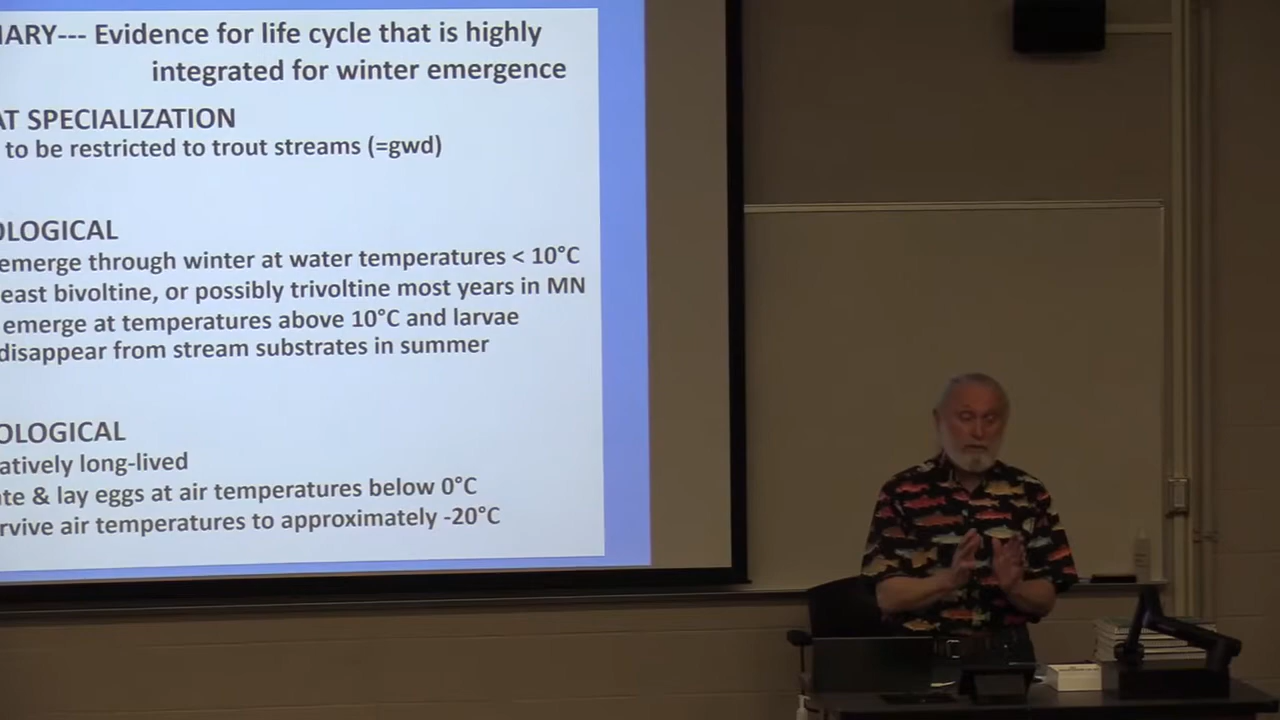 IARY--- Evidence for life cycle that is highly
integrated for winter emergence
AT SPECIALIZATION
to be restricted to trout streams (=gwd)
OLOGICAL
emerge through winter at water temperatures < 10°C
east bivoltine, or possibly trivoltine most years in MN
emerge at temperatures above 10°C and larvae
disappear from stream substrates in summer
OLOGICAL
atively long-lived
te & lay eggs at air temperatures below 0°C
rvive air temperatures to approximately -20°C